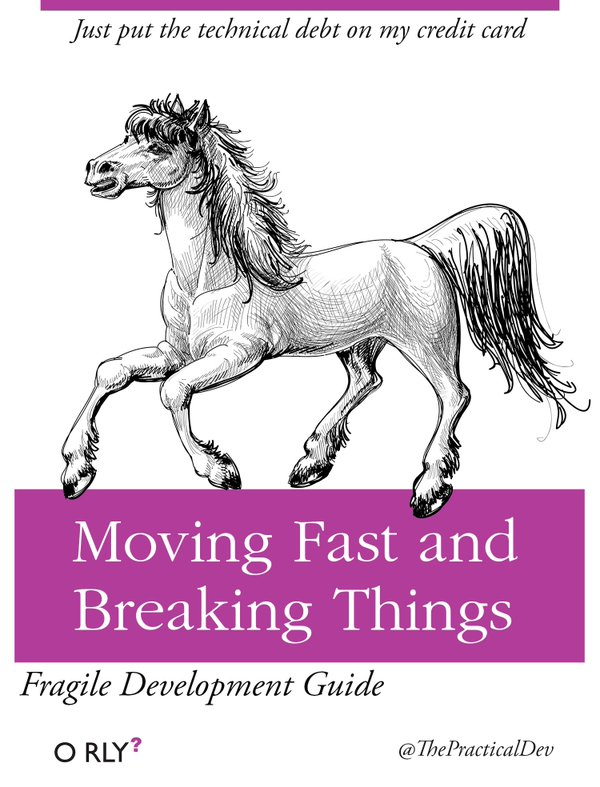 Just put the technical debt on my credit card
Moving Fast and
Breaking Things
Fragile Development Guide
O RLY?
@ThePracticalDev